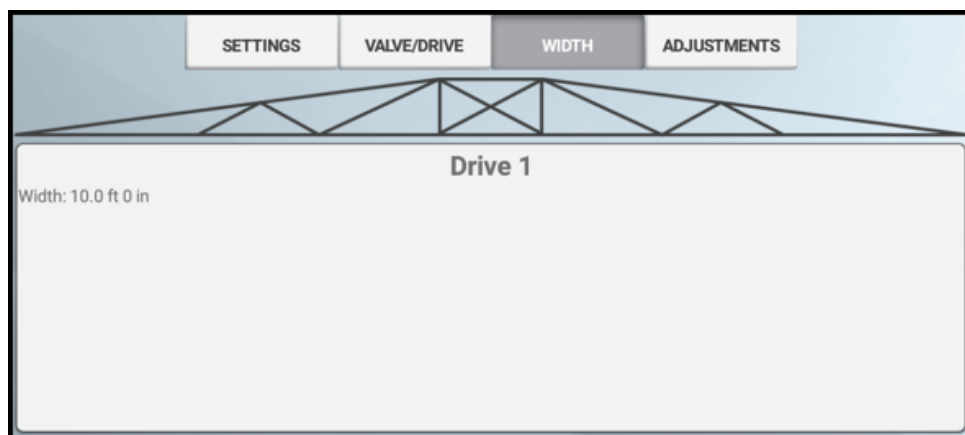 SETTINGS VALVE/DRIVE WIDTH ADJUSTMENTS
Drive 1
Width: 10.0 ft 0 in